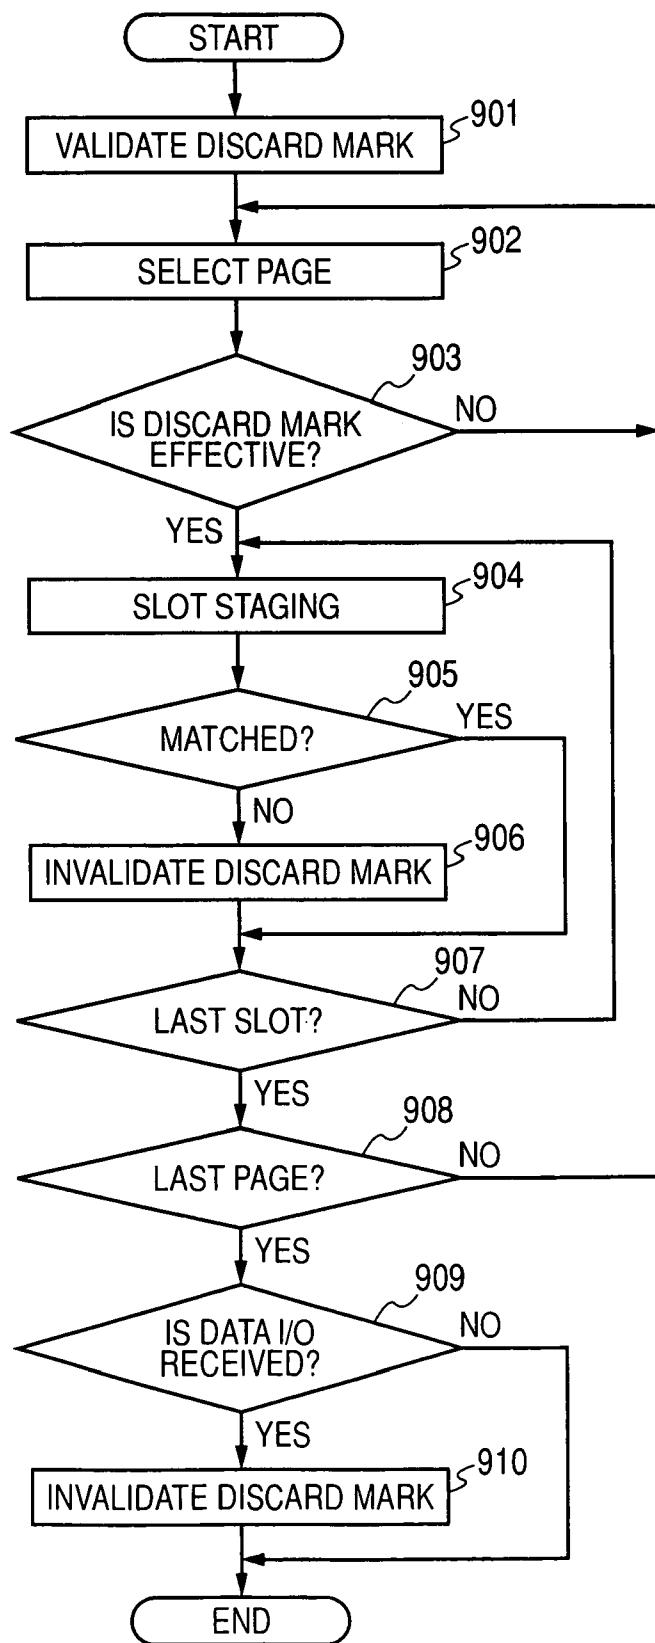 START
901
VALIDATE DISCARD MARK
902
SELECT PAGE
903
IS DISCARD MARK
EFFECTIVE?
NO
YES
904
SLOT STAGING
905
MATCHED?
YES
NO
906
INVALIDATE DISCARD MARK
907
LAST SLOT?
NO
YES
908
LAST PAGE?
NO
YES
909
IS DATA I/O
RECEIVED?
NO
YES
910
INVALIDATE DISCARD MARK
END